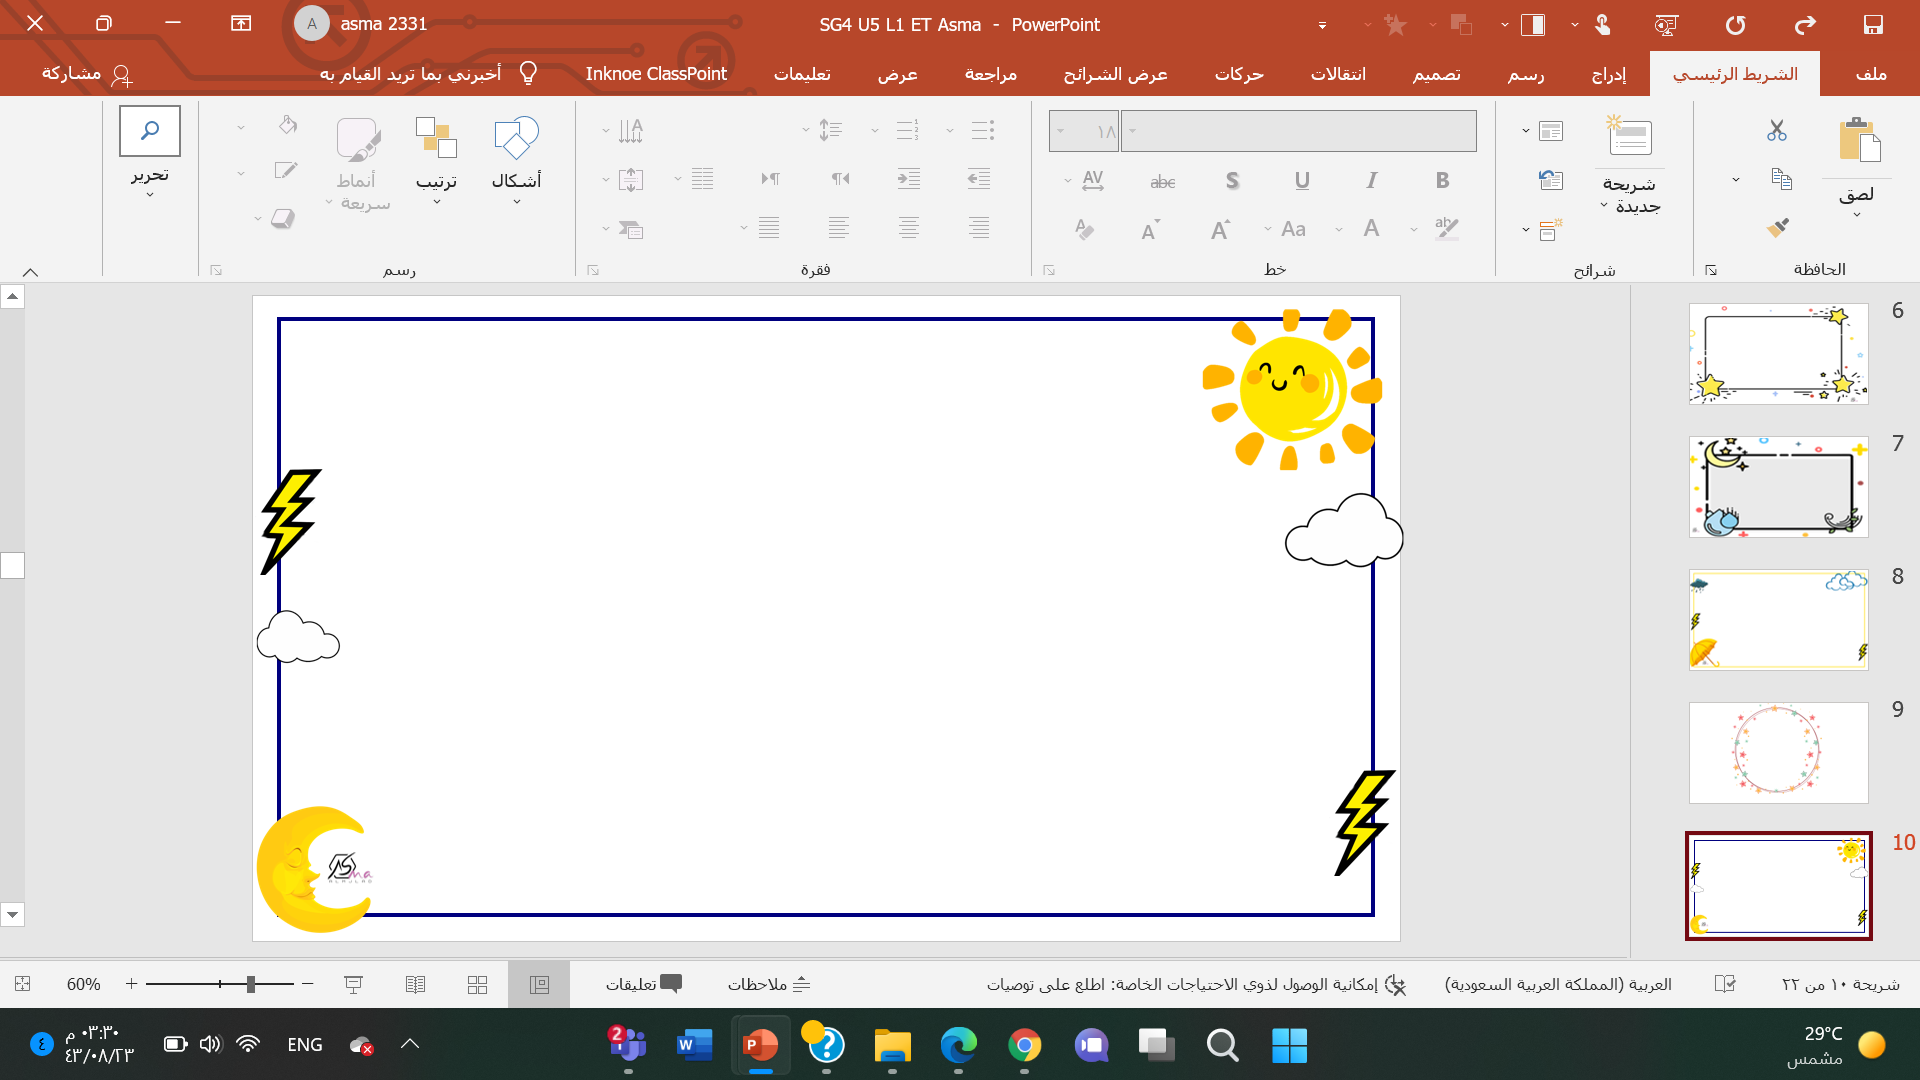 asma 2331
A
SG4 U5 L1 ET Asma - PowerPoint
ملف
الشريط الرئيسي
إدراج
رسم
تصميم
انتقالات
حركات
عرض الشرائح
مراجعة
عرض
تعليمات
Inknoe ClassPoint
أخبرني بما تريد القيام به
مشاركة
لصق
الحافظة
شريحة
جديدة
شرائح
١٨
B
I
U
S
abc
AV
ab
A
Aa
A
A
A
خط
فقرة
أشكال
ترتيب
أنماط
سريعة
رسم
تحرير
6
7
8
9
10
شريحة ١٠ من ٢٢
العربية (المملكة العربية السعودية)
إمكانية الوصول لذوي الاحتياجات الخاصة: اطلع على توصيات
ملاحظات
تعليقات
60%
٠٣:٣٠ م
٤٣/٠٨/٢٣
٤
ENG
2
29°C
مشمس